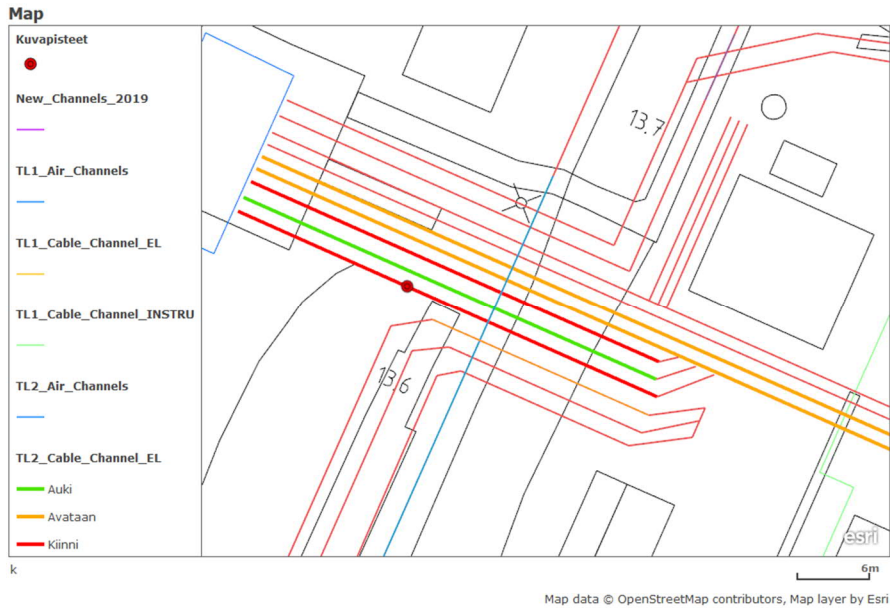 Map
Kuvapisteet
New_Channels_2019
TL1_Air_Channels
TL1_Cable_Channel_EL
TL1_Cable_Channel_INSTRU
TL2_Air_Channels
TL2_Cable_Channel_EL
Auki
Avataan
Kiinni
13.7
13.6
esri
k
6m
Map data © OpenStreetMap contributors, Map layer by Esri